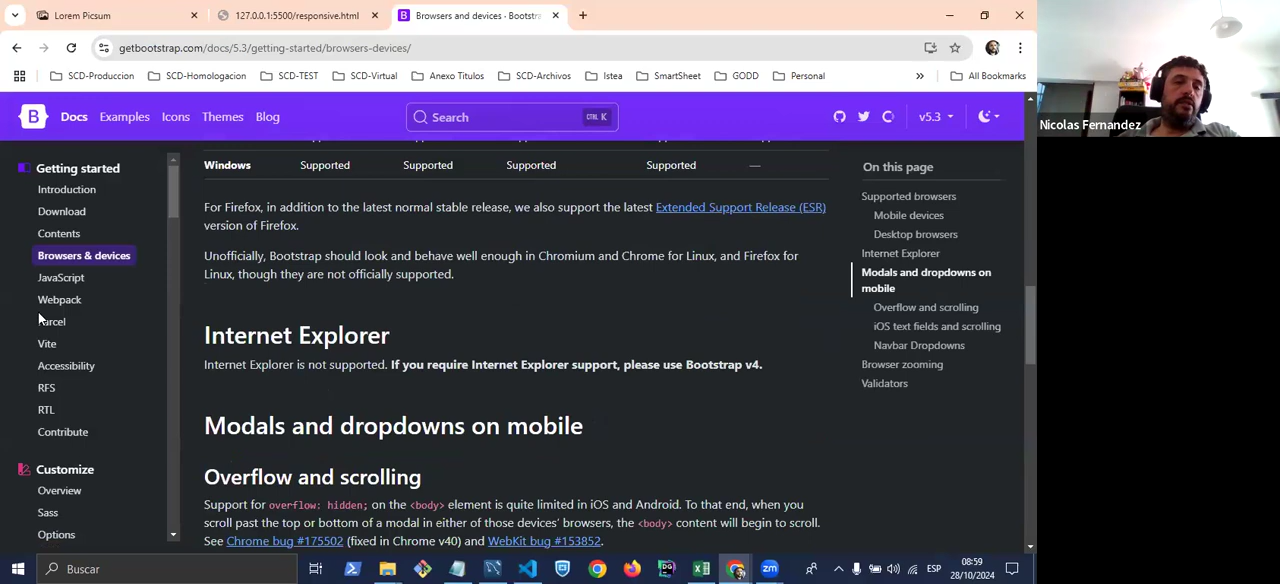 Lorem Picsum
127.0.0.1:5500/responsive.html
Browsers and devices · Bootstra
getbootstrap.com/docs/5.3/getting-started/browsers-devices/
SCD-Produccion
SCD-Homologacion
SCD-TEST
SCD-Virtual
Anexo Titulos
SCD-Archivos
Istea
SmartSheet
GODD
Personal
»
All Bookmarks
B
Docs
Examples
Icons
Themes
Blog
Search
CTRL K
v5.3
Nicolas Fernandez
Getting started
Introduction
Download
Contents
Browsers & devices
JavaScript
Webpack
Parcel
Vite
Accessibility
RFS
RTL
Contribute
Customize
Overview
Sass
Options
Windows Supported Supported Supported Supported —
For Firefox, in addition to the latest normal stable release, we also support the latest Extended Support Release (ESR)
version of Firefox.
Unofficially, Bootstrap should look and behave well enough in Chromium and Chrome for Linux, and Firefox for
Linux, though they are not officially supported.
Internet Explorer
Internet Explorer is not supported. If you require Internet Explorer support, please use Bootstrap v4.
Modals and dropdowns on mobile
Overflow and scrolling
Support for overflow: hidden; on the <body> element is quite limited in iOS and Android. To that end, when you
scroll past the top or bottom of a modal in either of those devices’ browsers, the <body> content will begin to scroll.
See Chrome bug #175502 (fixed in Chrome v40) and WebKit bug #153852.
On this page
Supported browsers
Mobile devices
Desktop browsers
Internet Explorer
Modals and dropdowns on
mobile
Overflow and scrolling
iOS text fields and scrolling
Navbar Dropdowns
Browser zooming
Validators
Buscar
ESP
08:59
28/10/2024